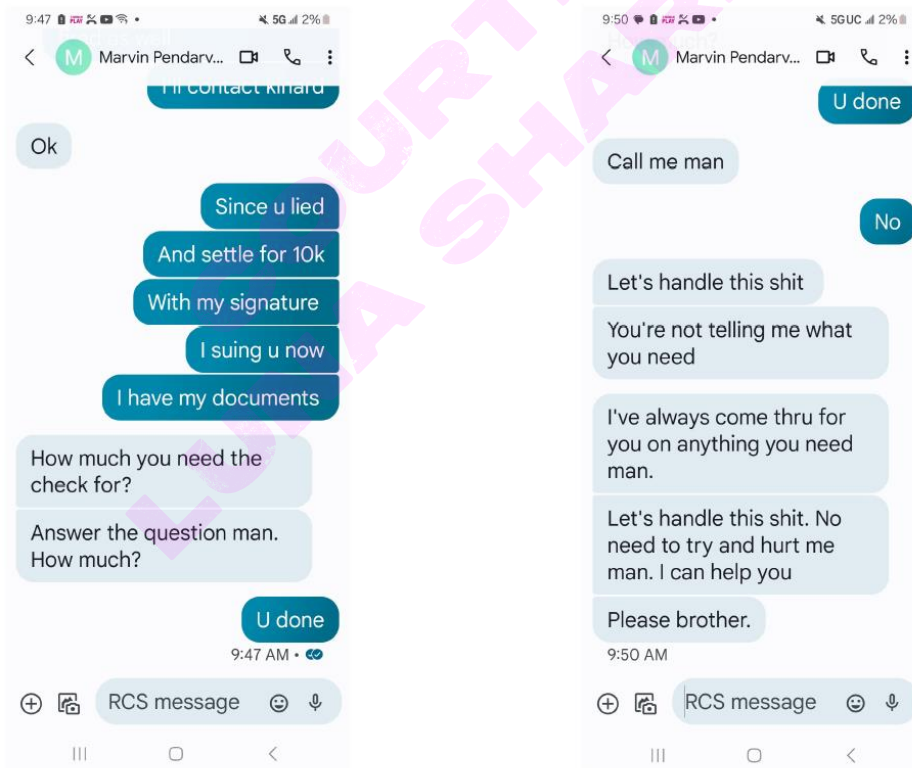 9:47 5G 2%
M Marvin Pendarv...
I'll contact kinard
Ok
Since u lied
And settle for 10k
With my signature
I suing u now
I have my documents
How much you need the
check for?
Answer the question man.
How much?
U done
9:47 AM •
RCS message
9:50 5GUC 2%
M Marvin Pendarv...
U done
Call me man
No
Let's handle this shit
You're not telling me what
you need
I've always come thru for
you on anything you need
man.
Let's handle this shit. No
need to try and hurt me
man. I can help you
Please brother.
9:50 AM
RCS message